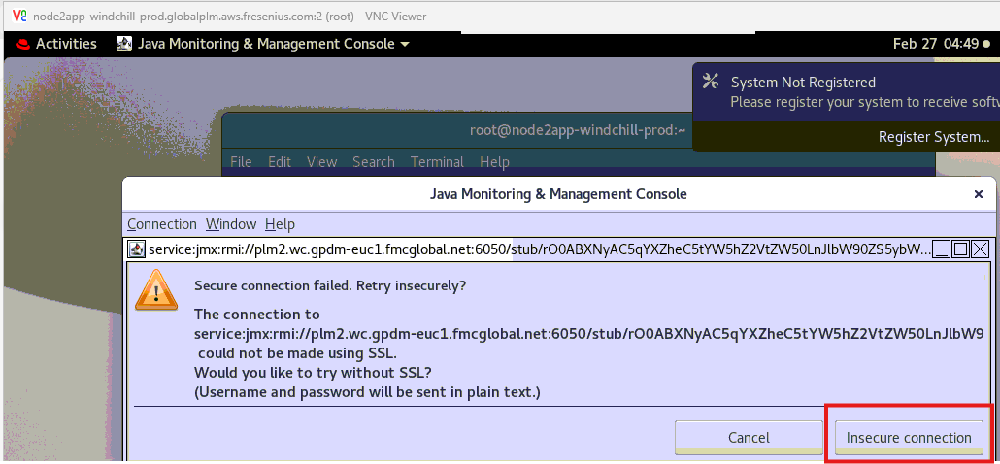 node2app-windchill-prod.globalplm.aws.fresenius.com:2 (root) - VNC Viewer
Activities Java Monitoring & Management Console Feb 27 04:49
System Not Registered
Please register your system to receive softw
Register System...
root@node2app-windchill-prod:~
File Edit View Search Terminal Help
Java Monitoring & Management Console
Connection Window Help
service:jmx:rmi://plm2.wc.gpdm-euc1.fmcglobal.net:6050/stub/rO0ABXNyAC5qYXZheC5tYW5hZ2VtZW50LnJlbW90ZS5ybW...
Secure connection failed. Retry insecurely?
The connection to
service:jmx:rmi://plm2.wc.gpdm-euc1.fmcglobal.net:6050/stub/rO0ABXNyAC5qYXZheC5tYW5hZ2VtZW50LnJlbW9
could not be made using SSL.
Would you like to try without SSL?
(Username and password will be sent in plain text.)
Cancel Insecure connection